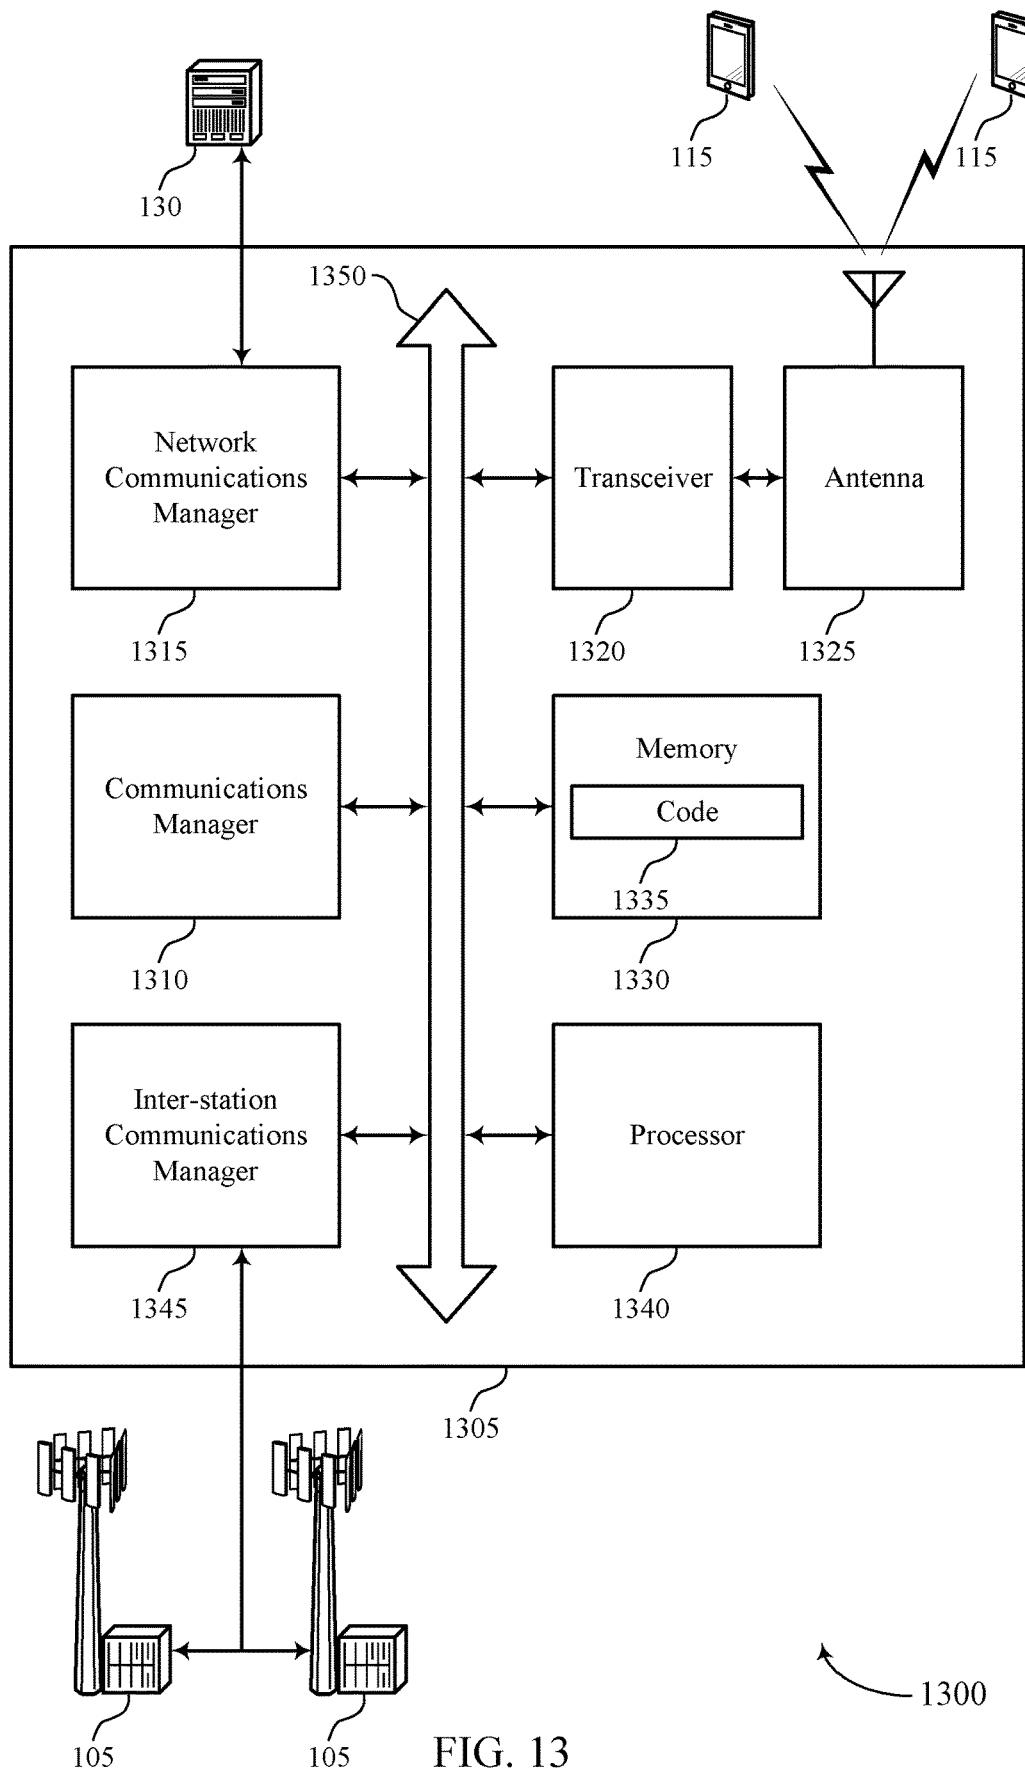 130
115
115
1350
Network
Communications
Manager
Transceiver
Antenna
1315
1320
1325
Communications
Manager
Memory
Code
1335
1310
1330
Inter-station
Communications
Manager
Processor
1345
1340
1305
105
105
1300
FIG. 13